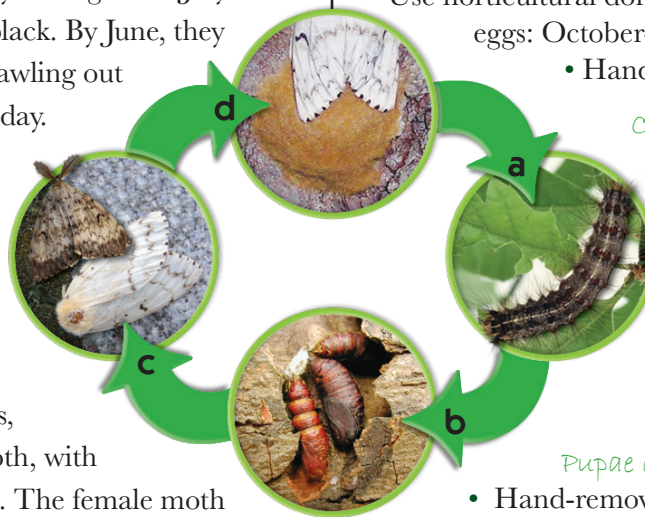 black. By June, they
awling out
day.
Use horticultural dor
eggs: October
• Hand
d
a
c
b
s,
oth, with
. The female moth
Pupae
• Hand-remov